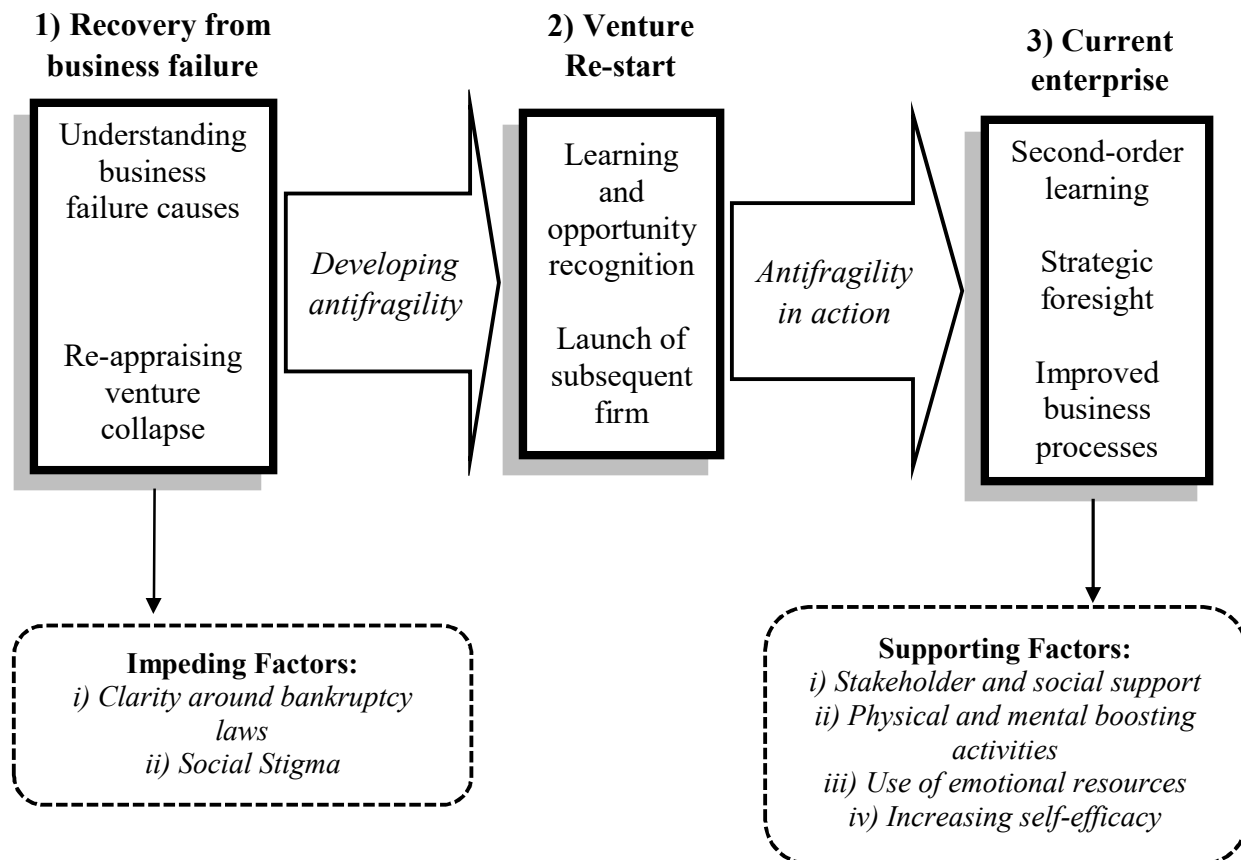 1) Recovery from
business failure
Understanding
business
failure causes
Re-appraising
venture
collapse
Developing
antifragility
2) Venture
Re-start
Learning
and
opportunity
recognition
Launch of
subsequent
firm
Antifragility
in action
3) Current
enterprise
Second-order
learning
Strategic
foresight
Improved
business
processes
Impeding Factors:
i) Clarity around bankruptcy
laws
ii) Social Stigma
Supporting Factors:
i) Stakeholder and social support
ii) Physical and mental boosting
activities
iii) Use of emotional resources
iv) Increasing self-efficacy